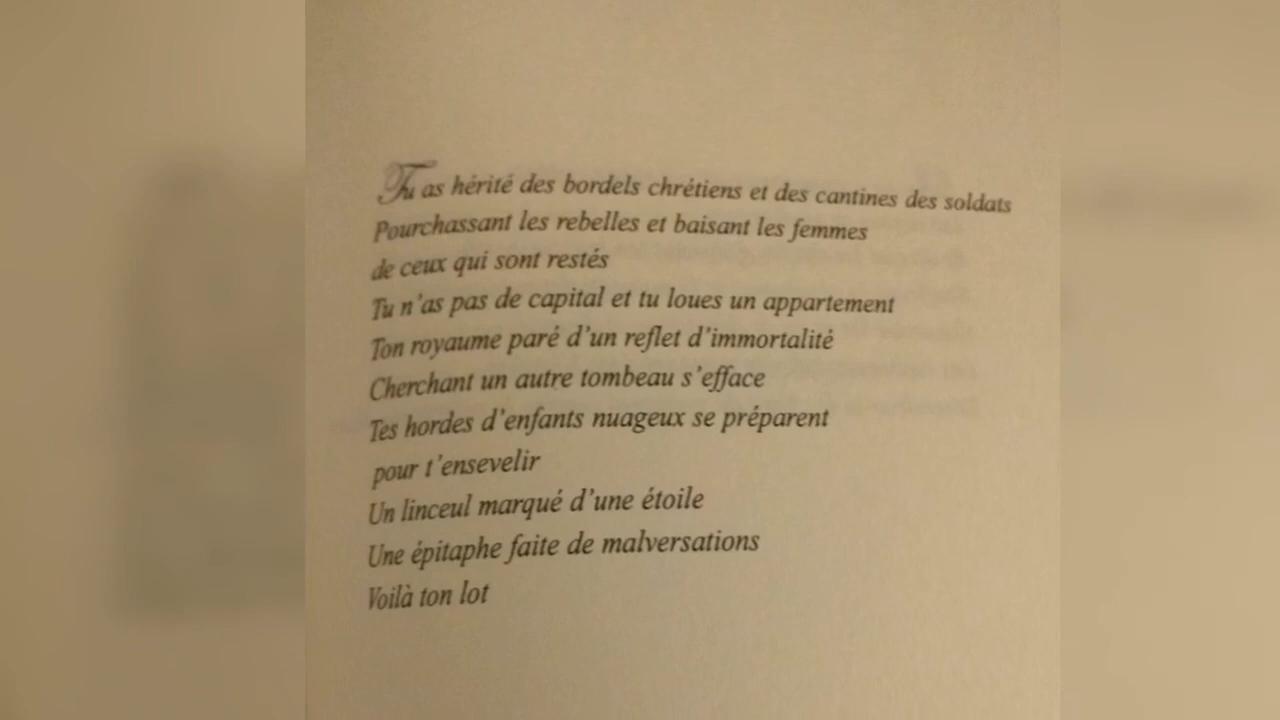 Tu as hérité des bordels chrétiens et des cantines des soldats
Pourchassant les rebelles et baisant les femmes
de ceux qui sont restés
Tu n'as pas de capital et tu loues un appartement
Ton royaume paré d'un reflet d'immortalité
Cherchant un autre tombeau s'efface
Tes hordes d'enfants nuageux se préparent
pour t'ensevelir
Un linceul marqué d'une étoile
Une épitaphe faite de malversations
Voilà ton lot